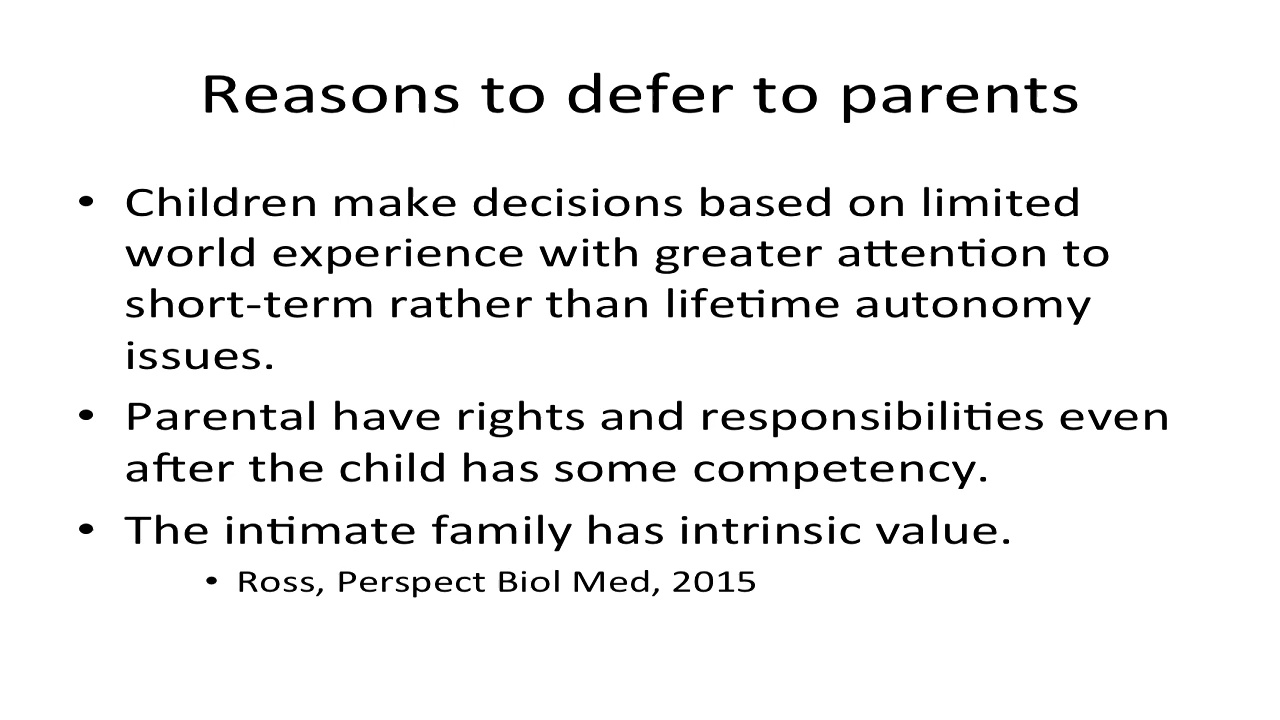 Reasons to defer to parents
• Children make decisions based on limited
world experience with greater attention to
short-term rather than lifetime autonomy
issues.
• Parental have rights and responsibilities even
after the child has some competency.
• The intimate family has intrinsic value.
• Ross, Perspect Biol Med, 2015